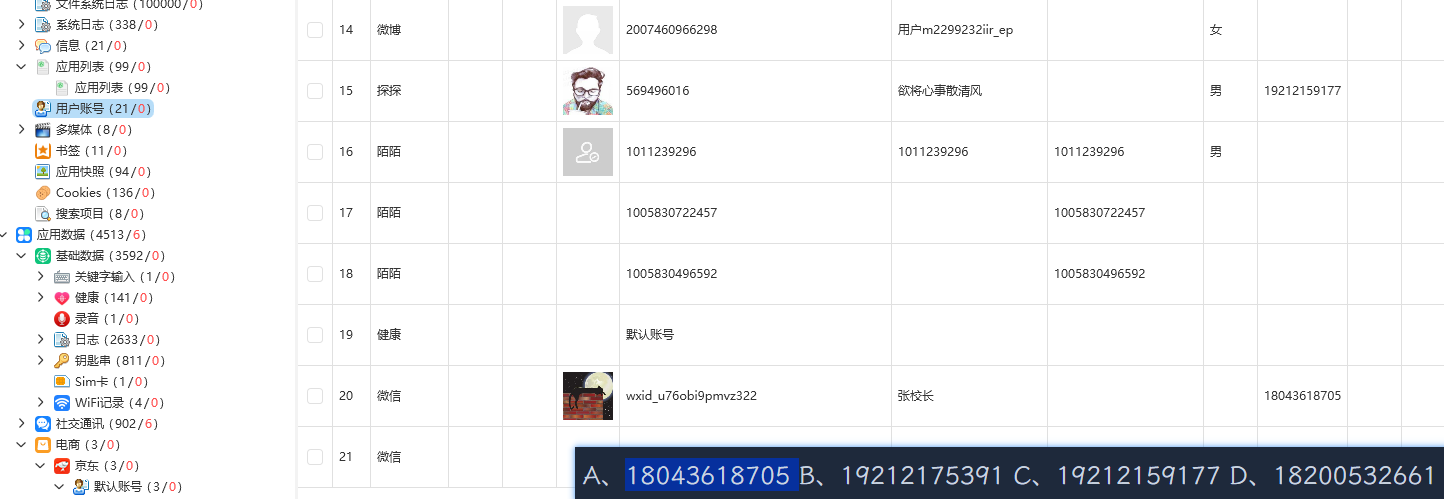 文件系统日志 (100000/0)
系统日志 (338/0)
信息 (21/0)
应用列表 (99/0)
应用列表 (99/0)
用户账号 (21/0)
多媒体 (8/0)
书签 (11/0)
应用快照 (94/0)
Cookies (136/0)
搜索项目 (8/0)
应用数据 (4513/6)
基础数据 (3592/0)
关键字输入 (1/0)
健康 (141/0)
录音 (1/0)
日志 (2633/0)
钥匙串 (811/0)
Sim卡 (1/0)
WiFi记录 (4/0)
社交通讯 (902/6)
电商 (3/0)
京东 (3/0)
默认账号 (3/0)
14 微博 2007460966298 用户m2299232iir_ep 女
15 探探 569496016 欲将心事散清风 男 19212159177
16 陌陌 1011239296 1011239296 1011239296 男
17 陌陌 1005830722457 1005830722457
18 陌陌 1005830496592 1005830496592
19 健康 默认账号
20 微信 wxid_u76obi9pmvz322 张校长 18043618705
21 微信
A、18043618705 B、19212175391 C、19212159177 D、18200532661